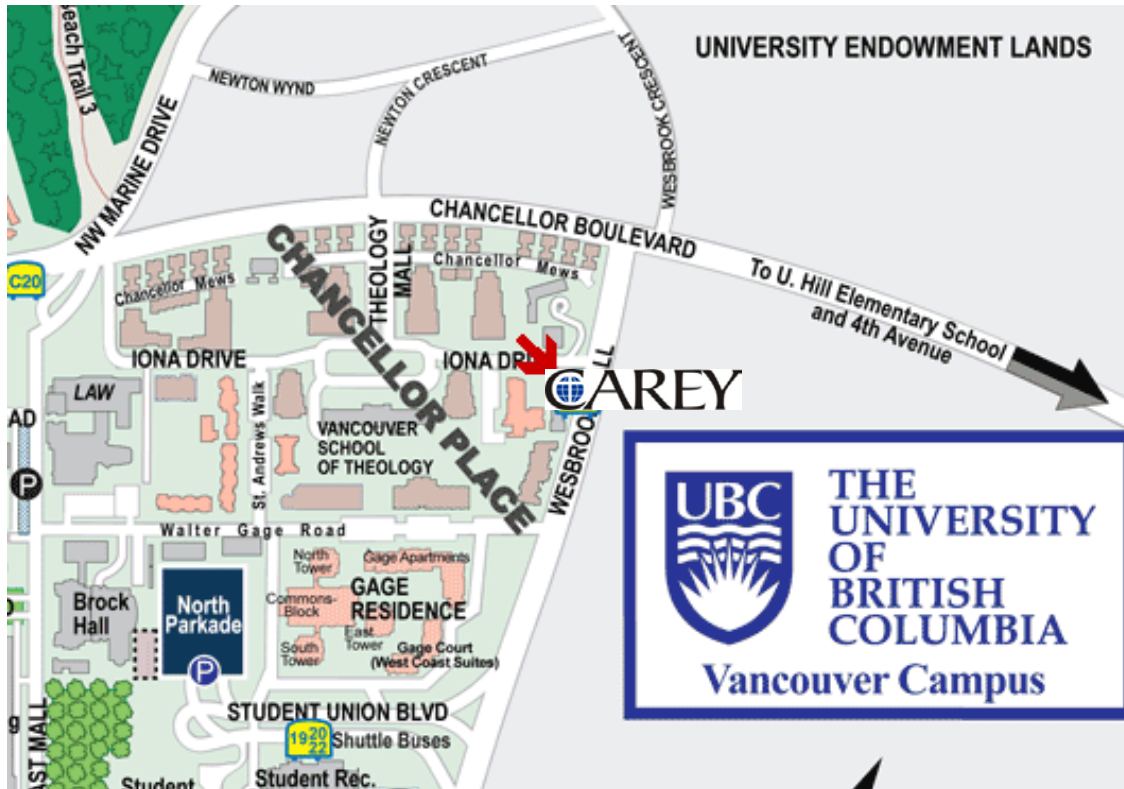 UNIVERSITY ENDOWMENT LANDS
Beach Trail 3
NW MARINE DRIVE
NEWTON WYND
NEWTON CRESCENT
WESBROOK CRESCENT
CHANCELLOR BOULEVARD
To U. Hill Elementary School
and 4th Avenue
C20
Chancellor Mews
THEOLOGY
MALL
Chancellor Mews
CHANCELLOR PLACE
IONA DRIVE
IONA
CAREY
LAW
St. Andrews Walk
VANCOUVER
SCHOOL
OF THEOLOGY
P
Walter Gage Road
North
Tower
Gage Apartments
Commons-
Block
GAGE
RESIDENCE
East
Tower
South
Tower
Gage Court
(West Coast Suites)
Brock
Hall
North
Parkade
P
STUDENT UNION BLVD
19 20
22
Shuttle Buses
Student Rec.
Student
UBC
THE
UNIVERSITY
OF
BRITISH
COLUMBIA
Vancouver Campus